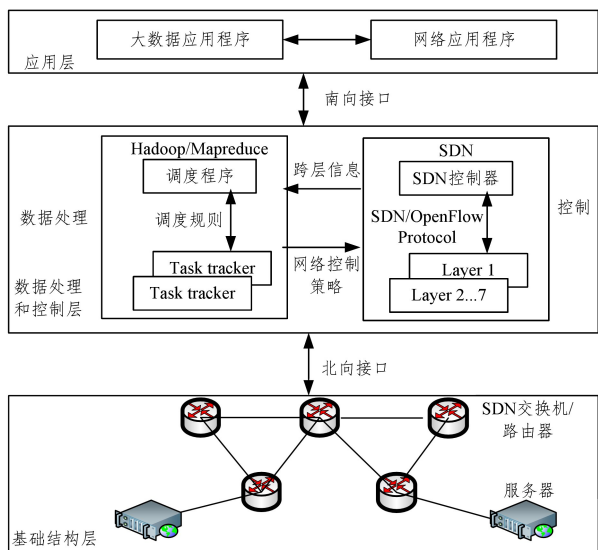 大数据应用程序
网络应用程序
应用层
南向接口
Hadoop/Mapreduce
调度程序
调度规则
Task tracker
Task tracker
数据处理
数据处理
和控制层
跨层信息
网络控制
策略
SDN
SDN控制器
SDN/OpenFlow
Protocol
Layer 1
Layer 2...7
控制
北向接口
SDN交换机/
路由器
服务器
基础结构层